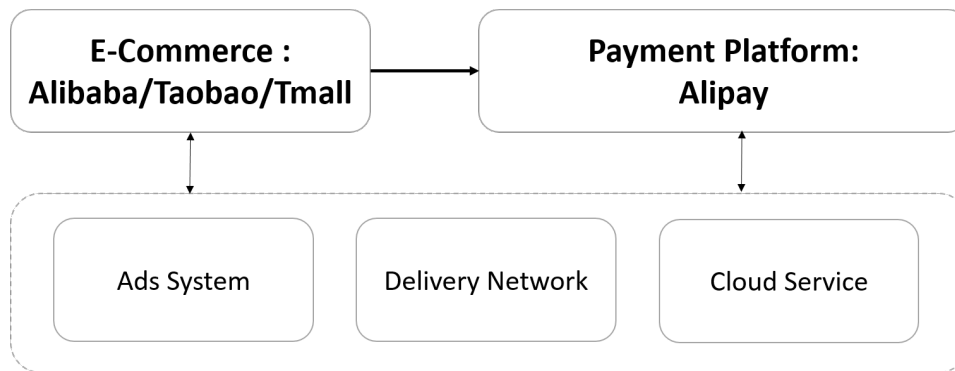 E-Commerce :
Alibaba/Taobao/Tmall
Payment Platform:
Alipay
Ads System
Delivery Network
Cloud Service